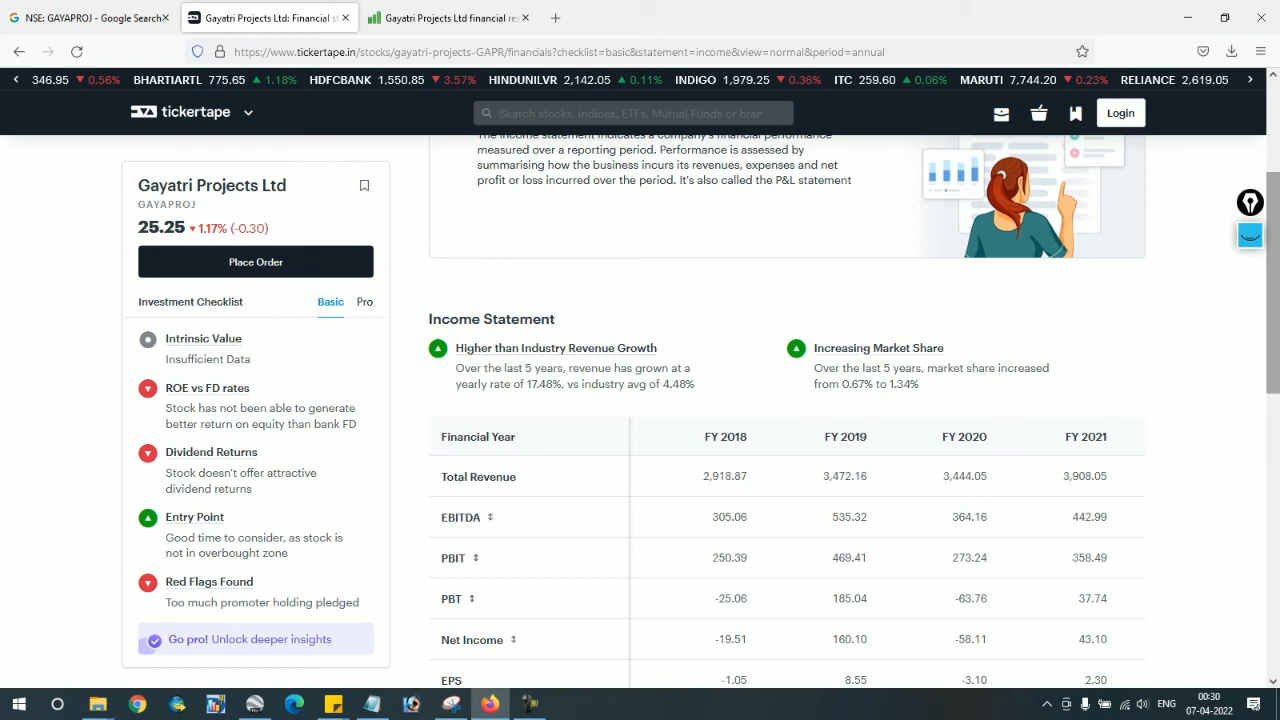 NSE: GAYAPROJ - Google Search
Gayatri Projects Ltd: Financial st
Gayatri Projects Ltd financial re
https://www.tickertape.in/stocks/gayatri-projects-GAPR/financials?checklist=basic&statement=income&view=normal&period=annual
346.95 0.56% BHARTIARTL 775.65 1.18% HDFCBANK 1,550.85 3.57% HINDUNILVR 2,142.05 0.11% INDIGO 1,979.25 0.36% ITC 259.60 0.06% MARUTI 7,744.20 0.23% RELIANCE 2,619.05
tickertape
Search stocks, indices, ETFs, Mutual Funds or bran
Login
The income statement indicates a company's financial performance
measured over a reporting period. Performance is assessed by
summarising how the business incurs its revenues, expenses and net
profit or loss incurred over the period. It's also called the P&L statement
Gayatri Projects Ltd
GAYAPROJ
25.25 1.17% (-0.30)
Place Order
Investment Checklist Basic Pro
Intrinsic Value
Insufficient Data
ROE vs FD rates
Stock has not been able to generate
better return on equity than bank FD
Dividend Returns
Stock doesn't offer attractive
dividend returns
Entry Point
Good time to consider, as stock is
not in overbought zone
Red Flags Found
Too much promoter holding pledged
Go pro! Unlock deeper insights
Income Statement
Higher than Industry Revenue Growth
Over the last 5 years, revenue has grown at a
yearly rate of 17.48%, vs industry avg of 4.48%
Increasing Market Share
Over the last 5 years, market share increased
from 0.67% to 1.34%
Financial Year FY 2018 FY 2019 FY 2020 FY 2021
Total Revenue 2,918.87 3,472.16 3,444.05 3,908.05
EBITDA 305.06 535.32 364.16 442.99
PBIT 250.39 469.41 273.24 358.49
PBT -25.06 185.04 -63.76 37.74
Net Income -19.51 160.10 -58.11 43.10
EPS -1.05 8.55 -3.10 2.30
ENG
00:30
07-04-2022